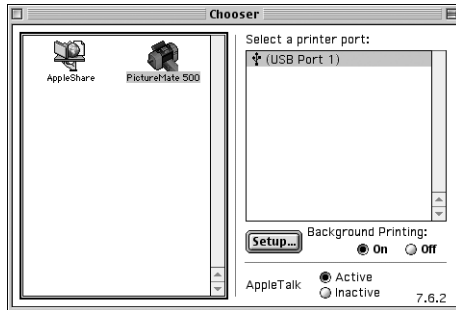 Chooser
AppleShare
PictureMate 500
Select a printer port:
(USB Port 1)
Setup...
Background Printing:
On Off
AppleTalk
Active
Inactive
7.6.2